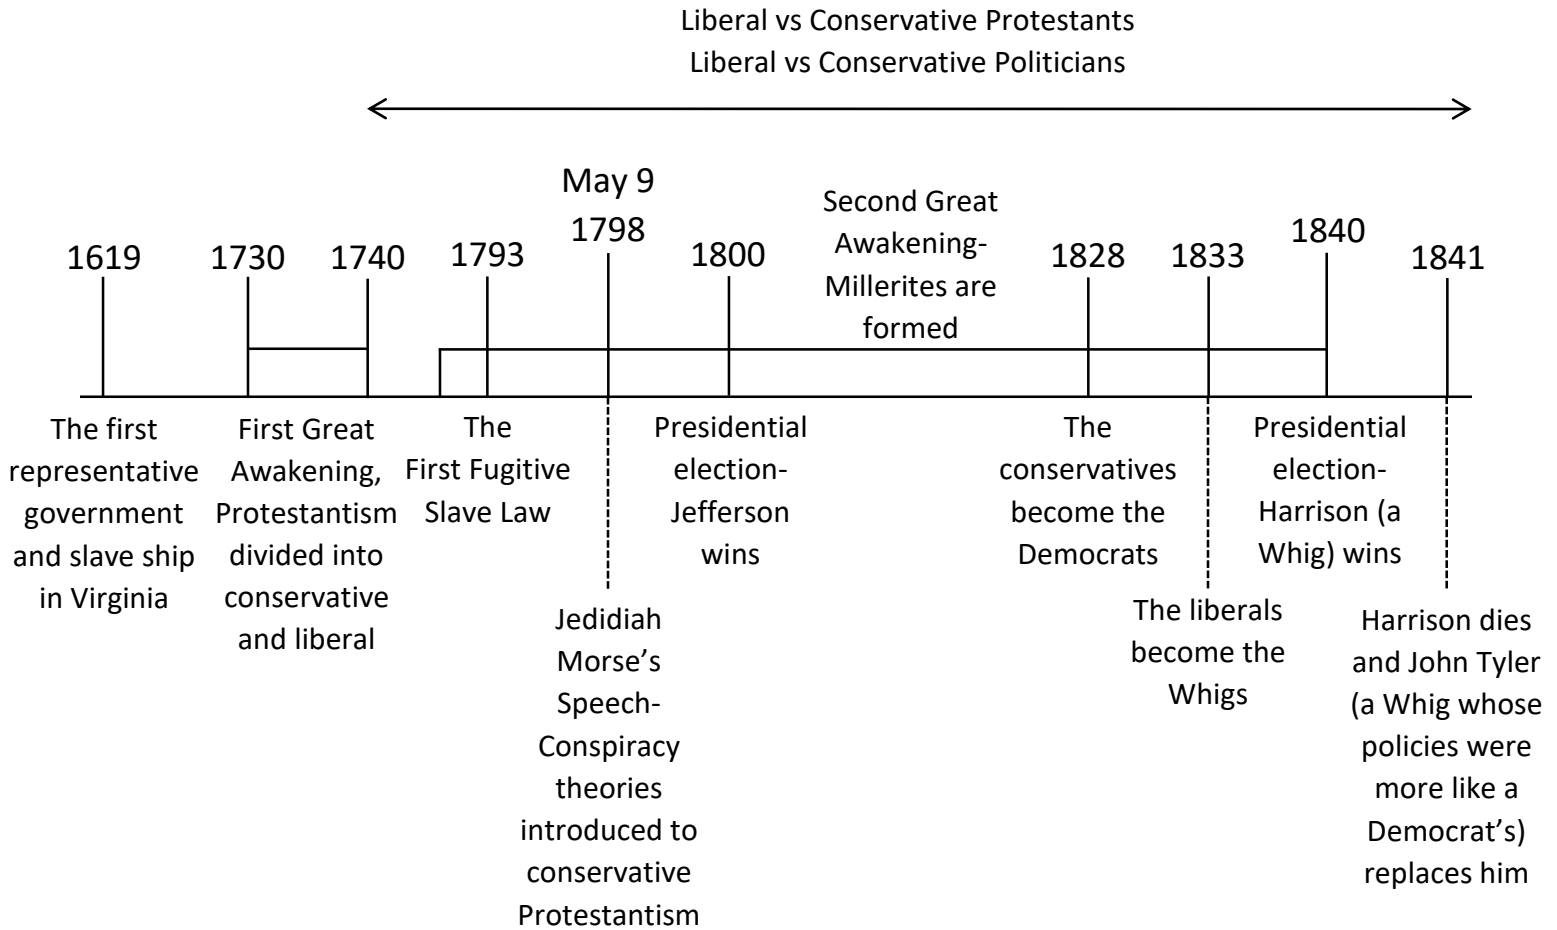 Liberal vs Conservative Protestants
Liberal vs Conservative Politicians
May 9
1798
1619
1730
1740
1793
1800
Second Great
Awakening-
Millerites are
formed
1828
1833
1840
1841
The first
representative
government
and slave ship
in Virginia
First Great
Awakening,
Protestantism
divided into
conservative
and liberal
The
First Fugitive
Slave Law
Jedidiah
Morse’s
Speech-
Conspiracy
theories
introduced to
conservative
Protestantism
Presidential
election-
Jefferson
wins
The
conservatives
become the
Democrats
The liberals
become the
Whigs
Presidential
election-
Harrison (a
Whig) wins
Harrison dies
and John Tyler
(a Whig whose
policies were
more like a
Democrat’s)
replaces him